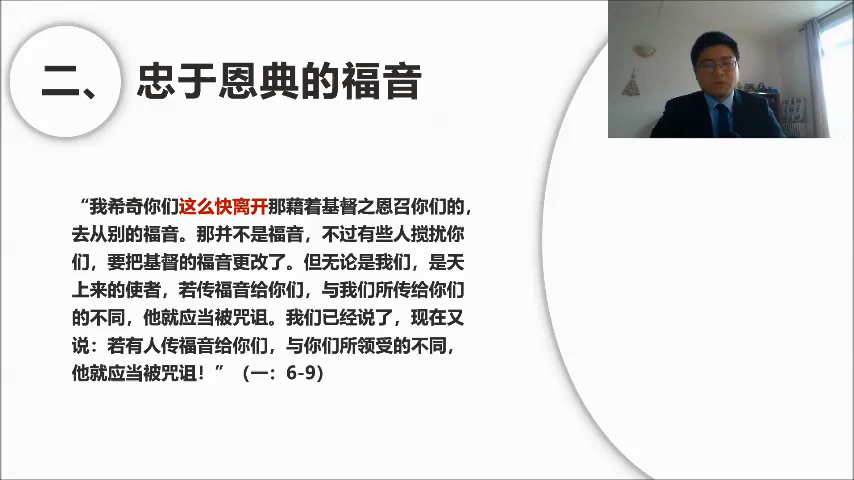 二、 忠于恩典的福音
“我希奇你们这么快离开那藉着基督之恩召你们的，
去从别的福音。那并不是福音，不过有些人搅扰你
们，要把基督的福音更改了。但无论是我们，是天
上来的使者，若传福音给你们，与我们所传给你们
的不同，他就应当被咒诅。我们已经说了，现在又
说：若有人传福音给你们，与你们所领受的不同，
他就应当被咒诅！”（一：6-9）